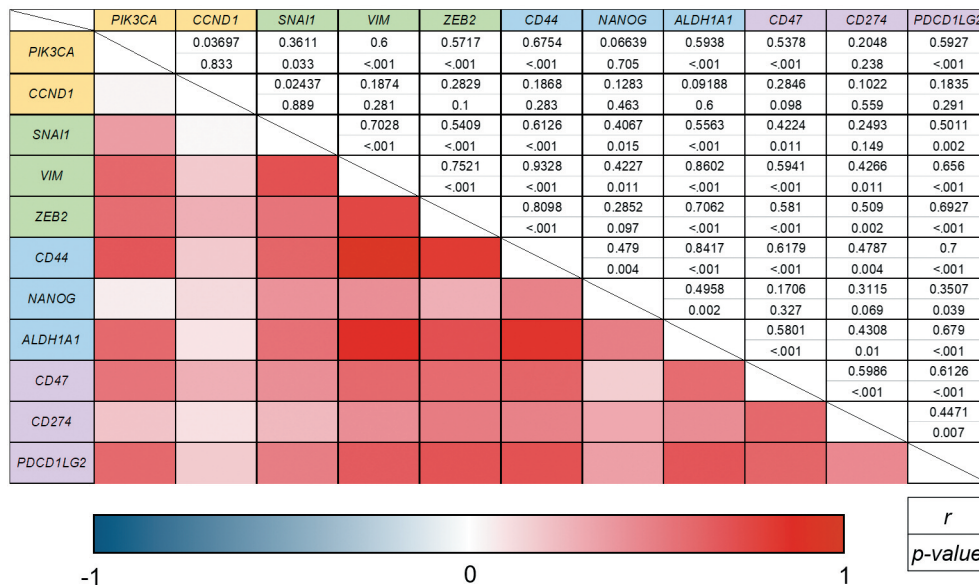 PIK3CA CCND1 SNAI1 VIM ZEB2 CD44 NANOG ALDH1A1 CD47 CD274 PDCD1LG2
PIK3CA 0.03697 0.3611 0.6 0.5717 0.6754 0.06639 0.5938 0.5378 0.2048 0.5927
0.833 0.033 <.001 <.001 <.001 0.705 <.001 <.001 0.238 <.001
CCND1 0.02437 0.1874 0.2829 0.1868 0.1283 0.09188 0.2846 0.1022 0.1835
0.889 0.281 0.1 0.283 0.463 0.6 0.098 0.559 0.291
SNAI1 0.7028 0.5409 0.6126 0.4067 0.5563 0.4224 0.2493 0.5011
<.001 <.001 <.001 0.015 <.001 0.011 0.149 0.002
VIM 0.7521 0.9328 0.4227 0.8602 0.5941 0.4266 0.656
<.001 <.001 0.011 <.001 <.001 0.011 <.001
ZEB2 0.8098 0.2852 0.7062 0.581 0.509 0.6927
<.001 0.097 <.001 <.001 0.002 <.001
CD44 0.479 0.8417 0.6179 0.4787 0.7
0.004 <.001 <.001 0.004 <.001
NANOG 0.4958 0.1706 0.3115 0.3507
0.002 0.327 0.069 0.039
ALDH1A1 0.5801 0.4308 0.679
<.001 0.01 <.001
CD47 0.5986 0.6126
<.001 <.001
CD274 0.4471
0.007
PDCD1LG2
r
p-value
-1 0 1